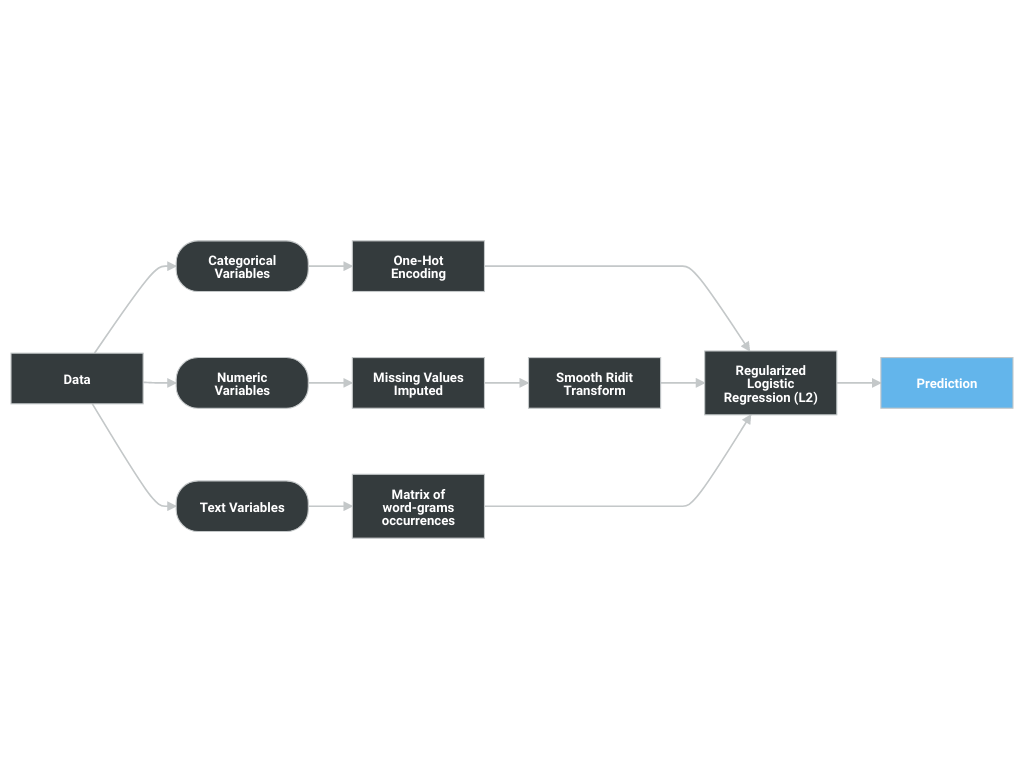 Categorical
Variables
One-Hot
Encoding
Data
Numeric
Variables
Missing Values
Imputed
Smooth Ridit
Transform
Regularized
Logistic
Regression (L2)
Prediction
Text Variables
Matrix of
word-grams
occurrences